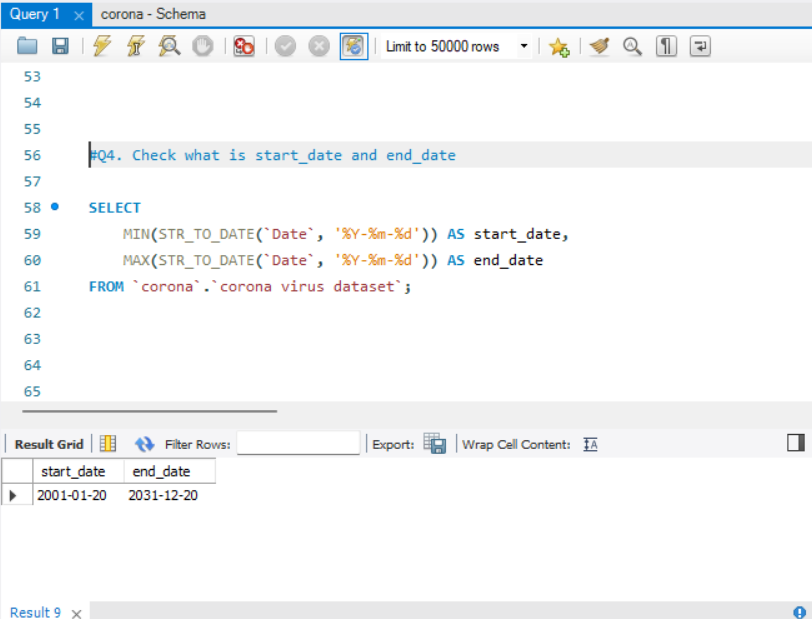 Query 1 corona - Schema
Limit to 50000 rows
53
54
55
56 #Q4. Check what is start_date and end_date
57
58 SELECT
59 MIN(STR_TO_DATE(`Date`, '%Y-%m-%d')) AS start_date,
60 MAX(STR_TO_DATE(`Date`, '%Y-%m-%d')) AS end_date
61 FROM `corona`.`corona virus dataset`;
62
63
64
65
Result Grid Filter Rows: Export: Wrap Cell Content: IA
start_date end_date
2001-01-20 2031-12-20
Result 9